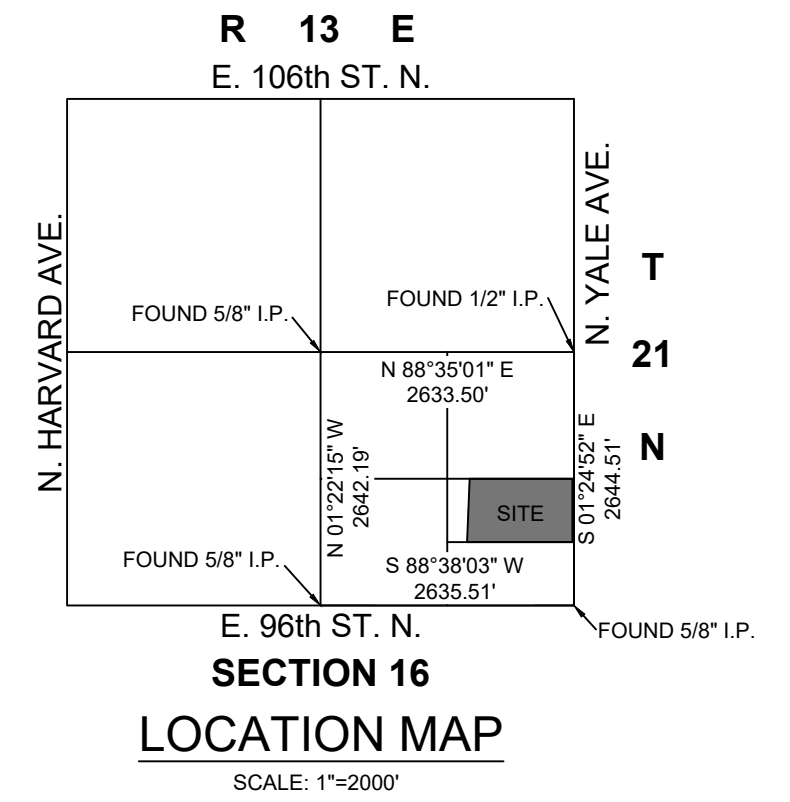 R 13 E
E. 106th ST. N.
N. HARVARD AVE.
N. YALE AVE.
T
21
N
FOUND 5/8" I.P.
FOUND 1/2" I.P.
N 88°35'01" E
2633.50'
N 01°22'15" W
2642.19'
S 01°24'52" E
2644.51'
SITE
FOUND 5/8" I.P.
S 88°38'03" W
2635.51'
E. 96th ST. N.
FOUND 5/8" I.P.
SECTION 16
LOCATION MAP
SCALE: 1"=2000'